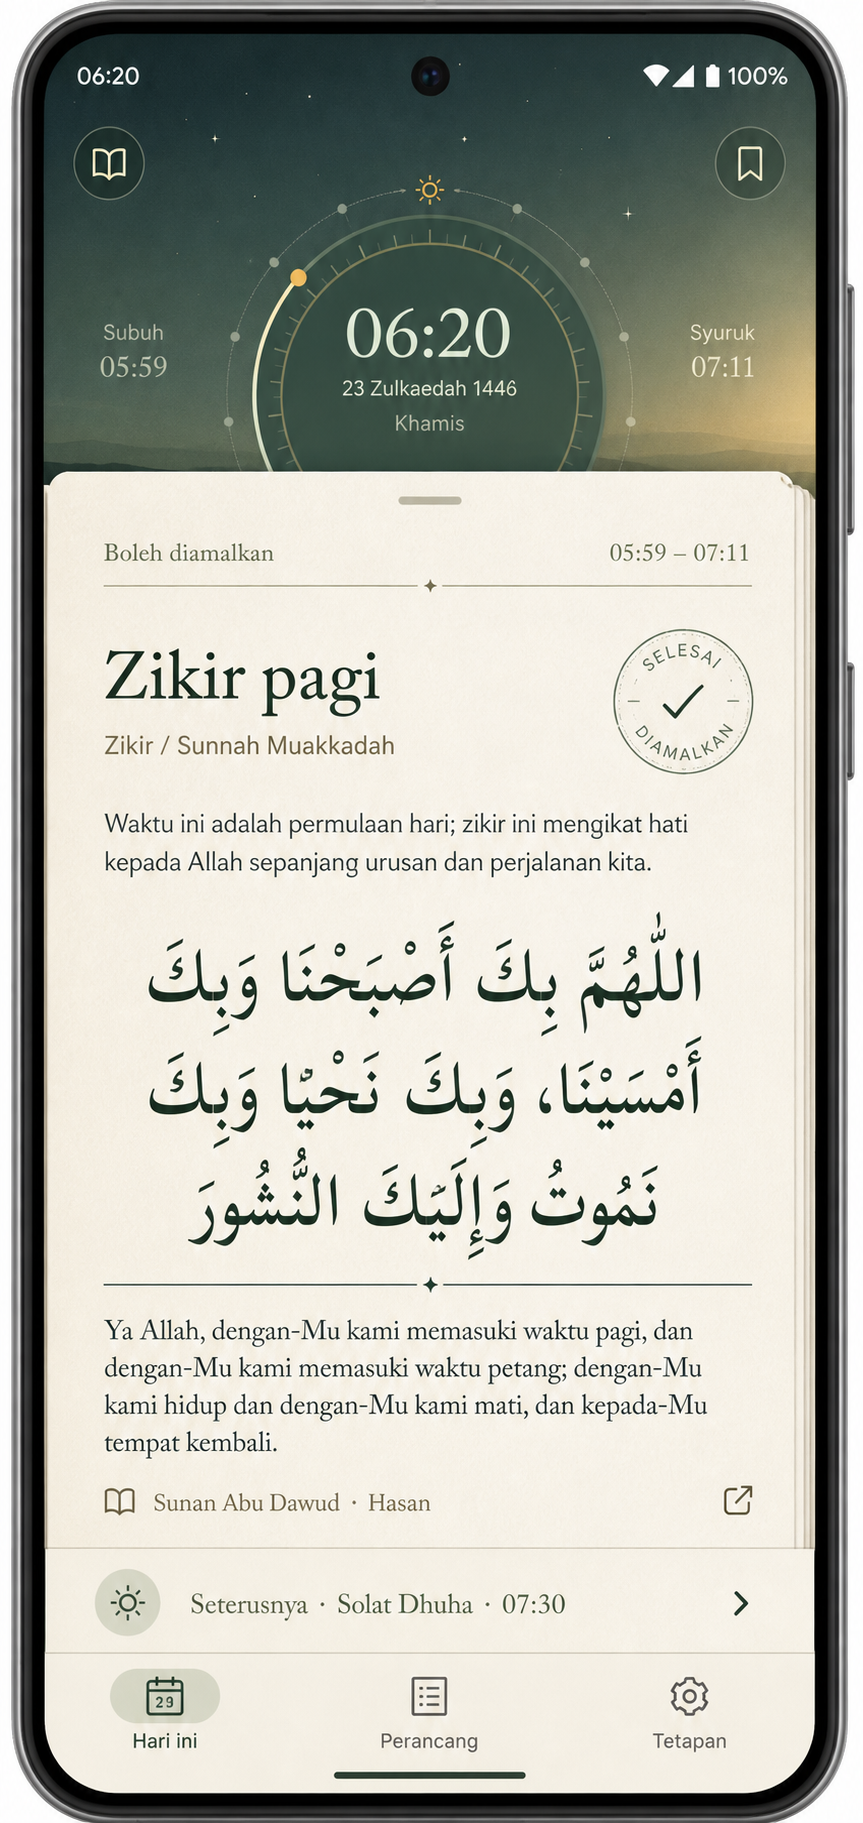 06:20
100%
Subuh
05:59
06:20
23 Zulkaedah 1446
Khamis
Syuruk
07:11
Boleh diamalkan
05:59 – 07:11
Zikir pagi
Zikir / Sunnah Muakkadah
SELESAI
DIAMALKAN
Waktu ini adalah permulaan hari; zikir ini mengikat hati
kepada Allah sepanjang urusan dan perjalanan kita.
اللّٰهُمَّ بِكَ أَصْبَحْنَا وَبِكَ
أَمْسَيْنَا، وَبِكَ نَحْيَا وَبِكَ
نَمُوتُ وَإِلَيْكَ النُّشُورَ
Ya Allah, dengan-Mu kami memasuki waktu pagi, dan
dengan-Mu kami memasuki waktu petang; dengan-Mu
kami hidup dan dengan-Mu kami mati, dan kepada-Mu
tempat kembali.
Sunan Abu Dawud · Hasan
Seterusnya · Solat Dhuha · 07:30
29
Hari ini
Perancang
Tetapan